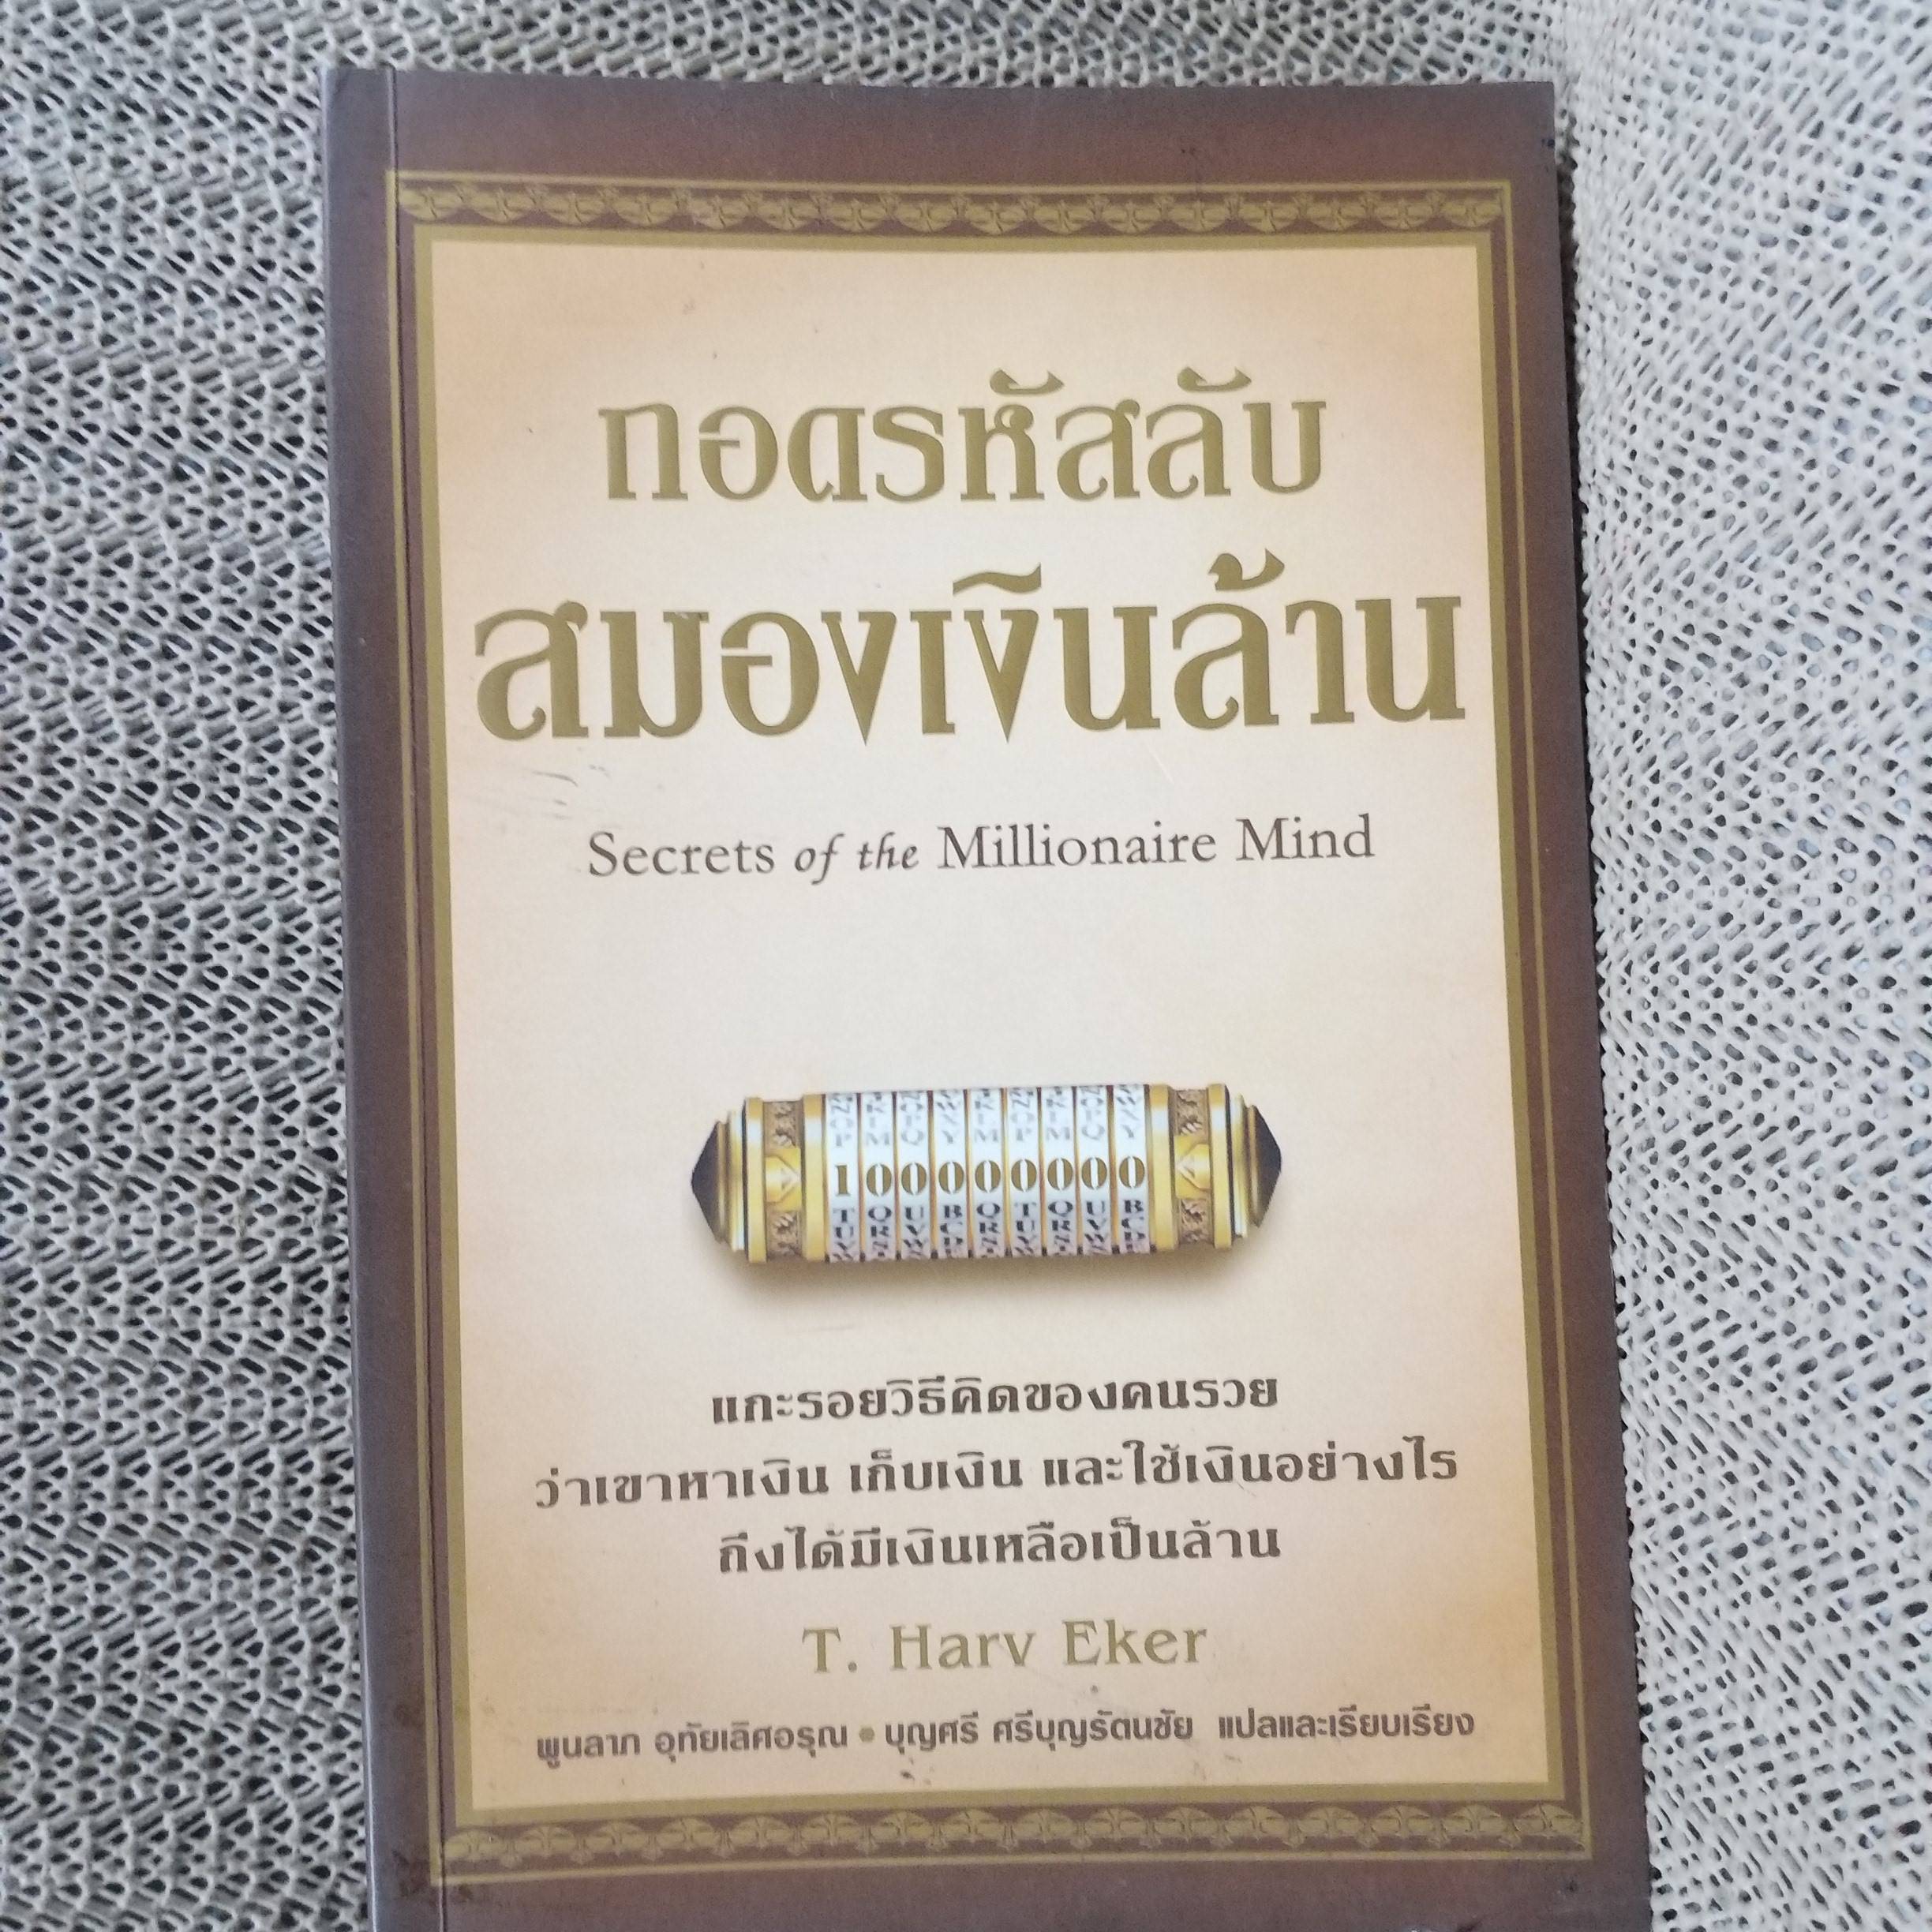 ถอดรหัสลับ
สมองเงินล้าน
Secrets of the Millionaire Mind
100000000
แกะรอยวิธีคิดของคนรวย
ว่าเขาหาเงิน เก็บเงิน และใช้เงินอย่างไร
ถึงได้มีเงินเหลือเป็นล้าน
T. Harv Eker
พูนลาภ อุทัยเลิศอรุณ • บุญศรี ศรีบุญรัตนชัย แปลและเรียบเรียง